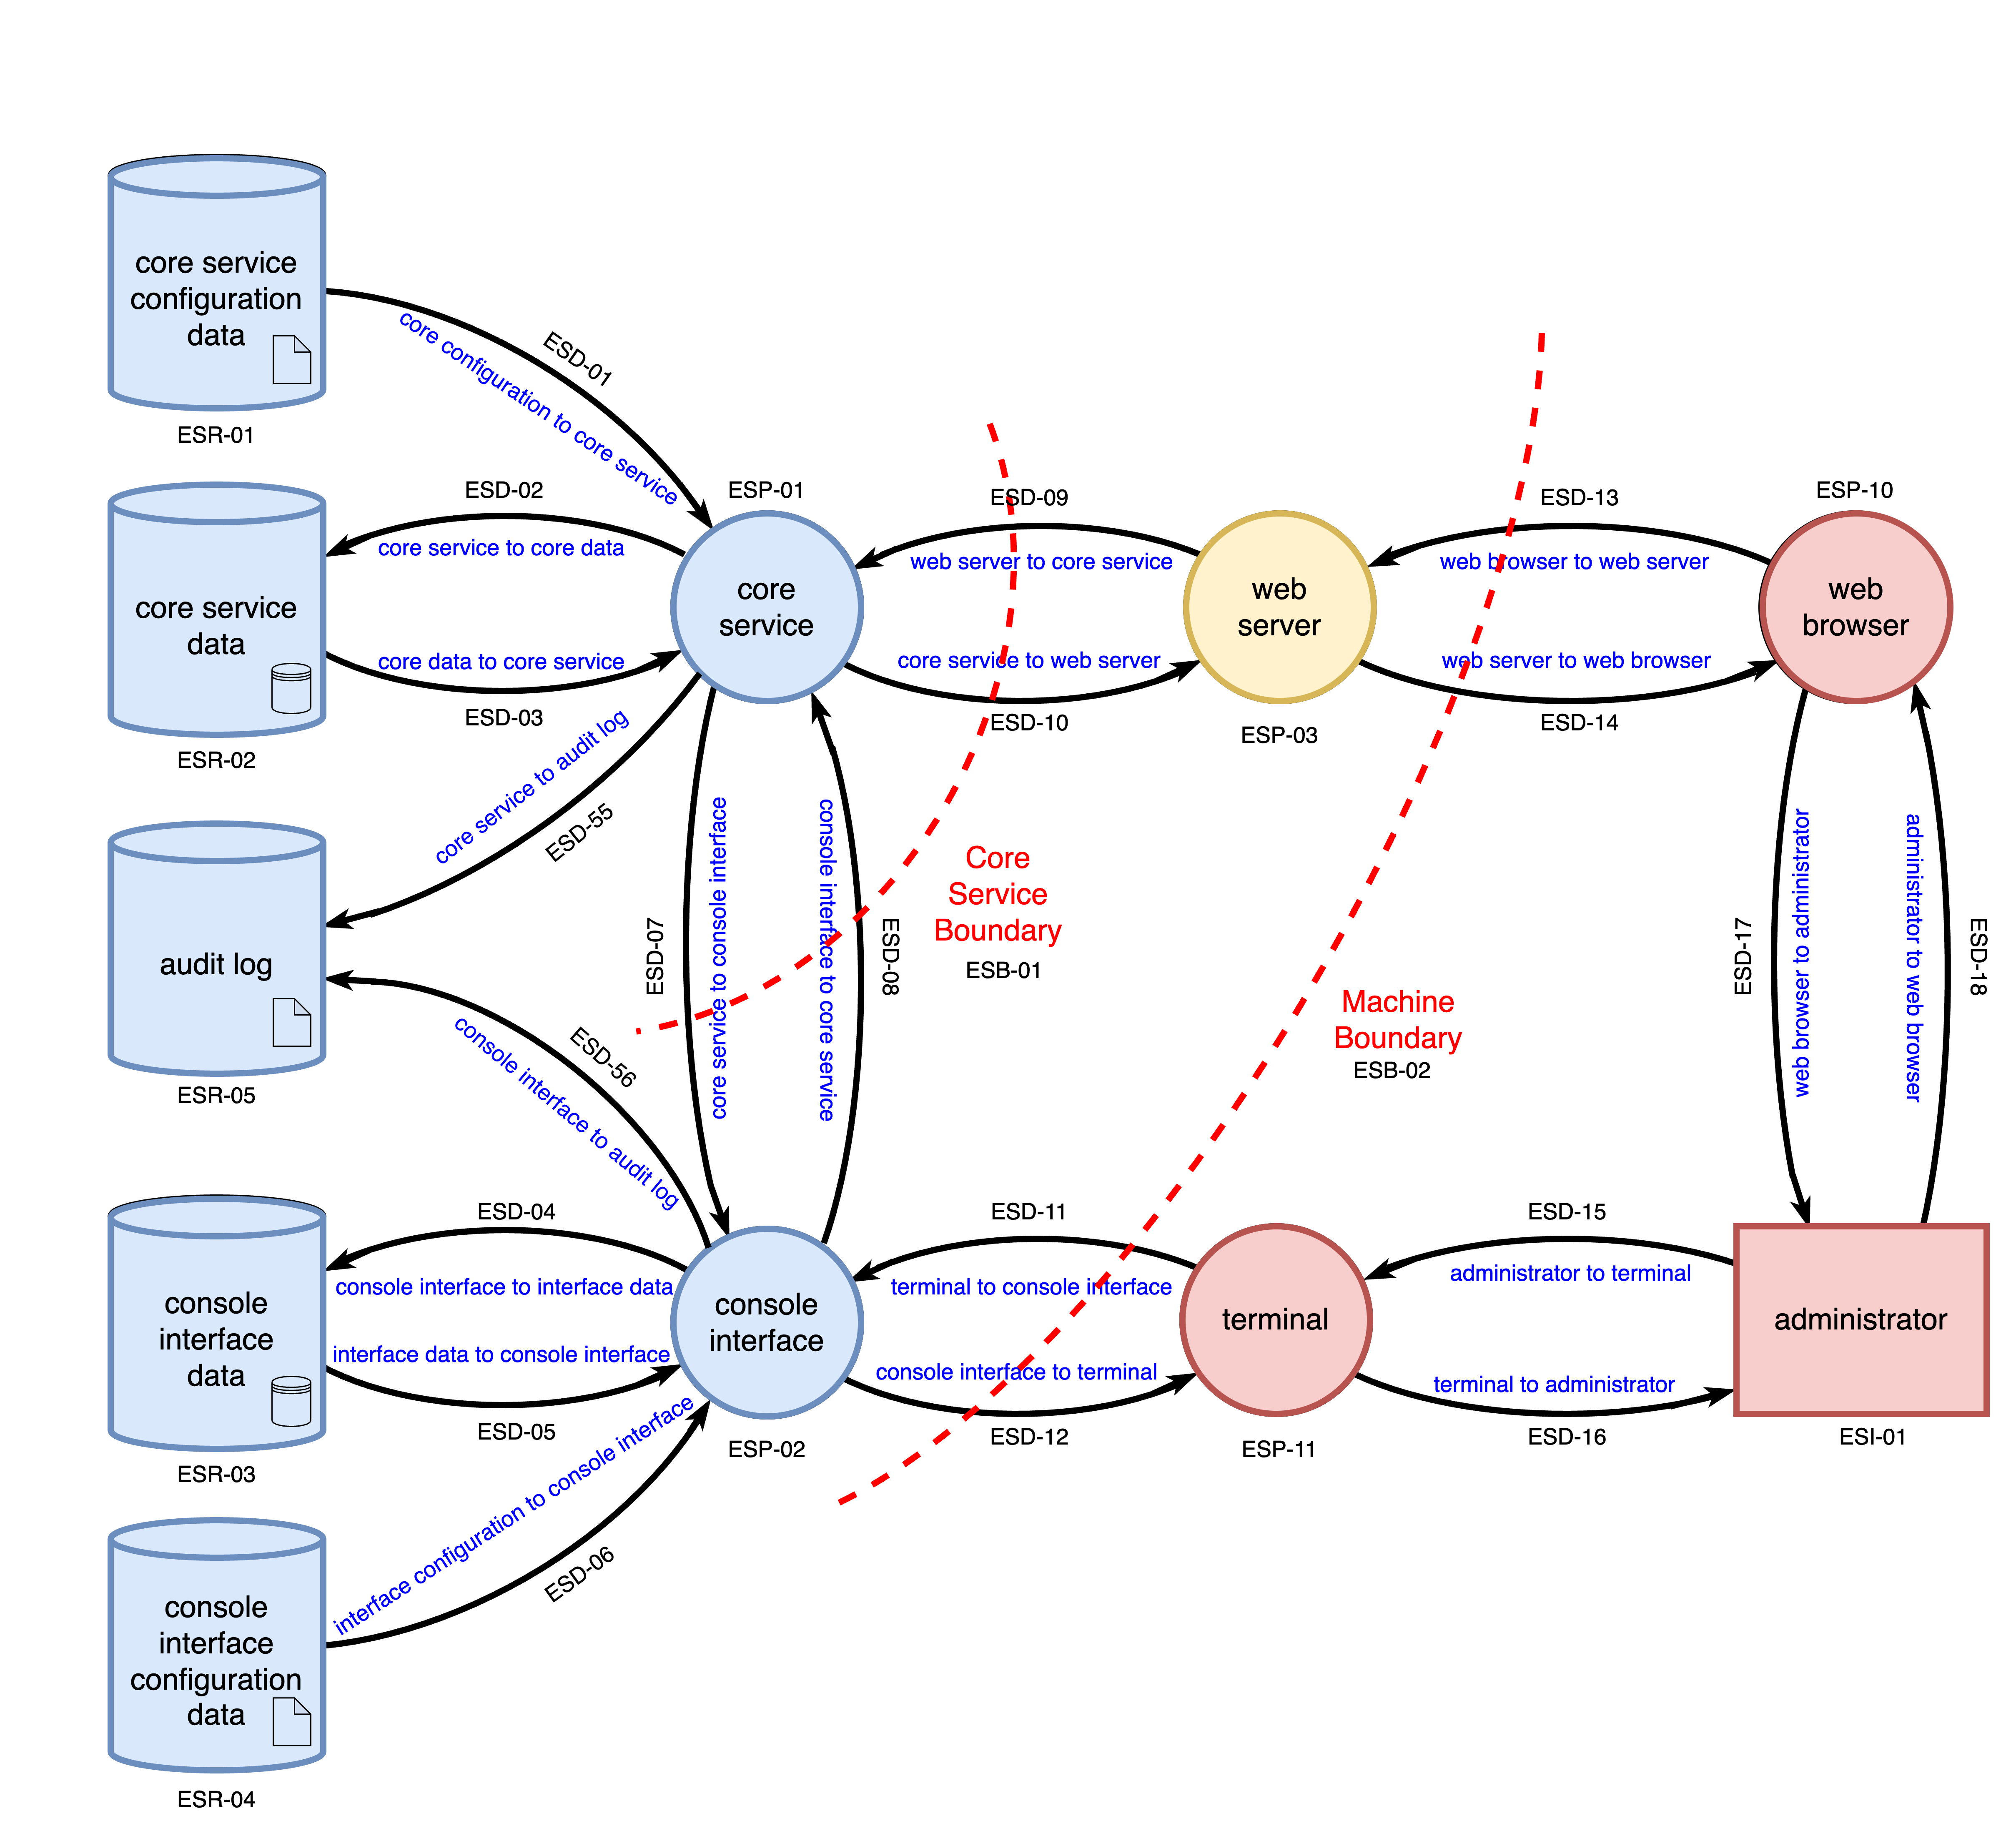 core service
configuration
data
ESR-01
ESD-01
core configuration to core service
core service
data
ESR-02
ESD-02
core service to core data
core data to core service
ESD-03
ESP-01
core
service
ESD-09
web server to core service
core service to web server
ESD-10
web
server
ESP-03
ESD-13
web browser to web server
web server to web browser
ESD-14
ESP-10
web
browser
core service to audit log
ESD-55
audit log
ESR-05
ESD-56
console interface to audit log
ESD-07
core service to console interface
console interface to core service
ESD-08
Core
Service
Boundary
ESB-01
Machine
Boundary
ESB-02
ESD-17
web browser to administrator
administrator to web browser
ESD-18
console
interface
data
ESR-03
ESD-04
console interface to interface data
interface data to console interface
ESD-05
console
interface
ESP-02
ESD-11
terminal to console interface
console interface to terminal
ESD-12
terminal
ESP-11
ESD-15
administrator to terminal
terminal to administrator
ESD-16
administrator
ESI-01
interface configuration to console interface
ESD-06
console
interface
configuration
data
ESR-04